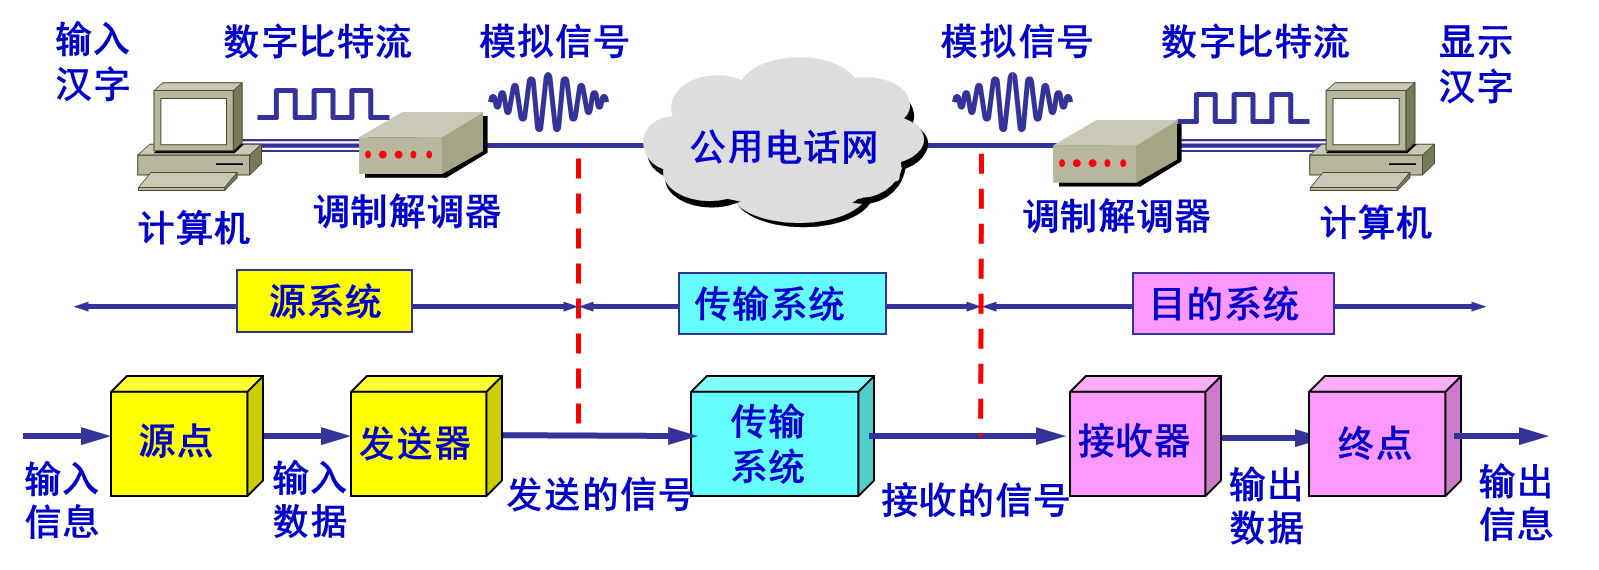 输入
汉字
数字比特流
模拟信号
模拟信号
数字比特流
显示
汉字
公用电话网
计算机
调制解调器
调制解调器
计算机
源系统
传输系统
目的系统
源点
发送器
传输
系统
接收器
终点
输入
信息
输入
数据
发送的信号
接收的信号
输出
数据
输出
信息